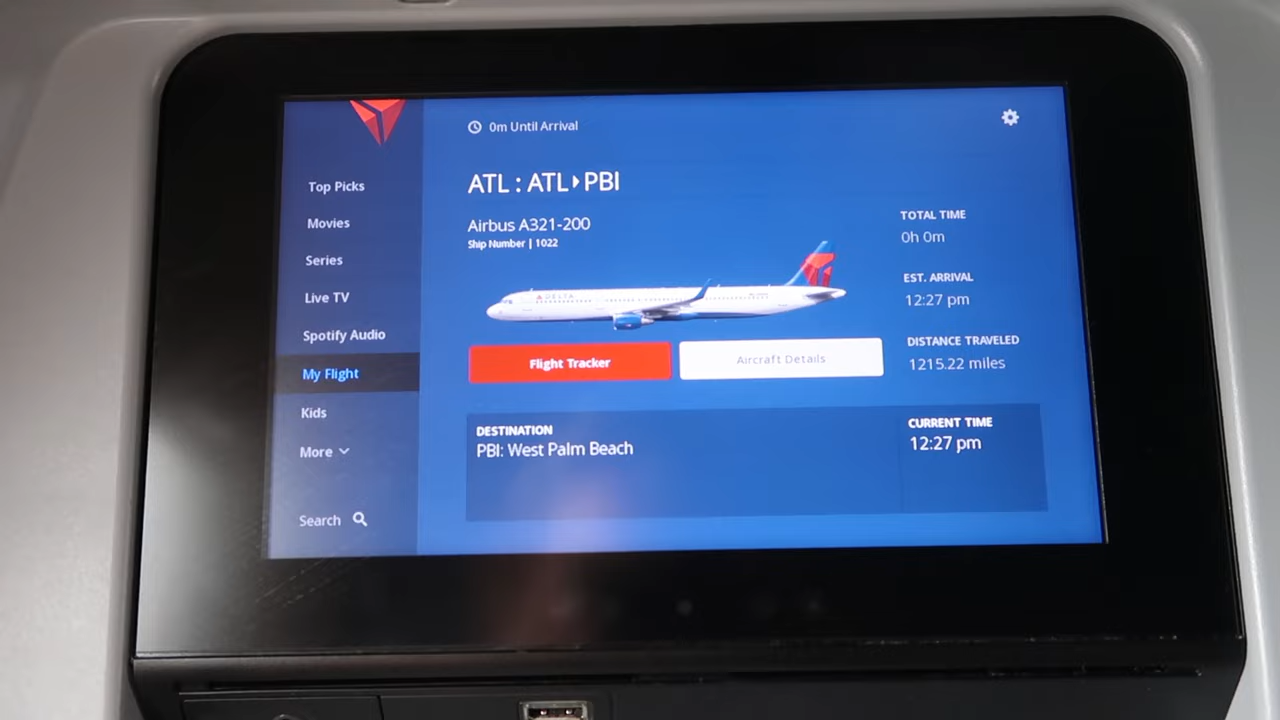 0m Until Arrival
ATL : ATL▸PBI
Airbus A321-200
Ship Number | 1022
DELTA
Flight Tracker
Aircraft Details
TOTAL TIME
0h 0m
EST. ARRIVAL
12:27 pm
DISTANCE TRAVELED
1215.22 miles
DESTINATION
PBI: West Palm Beach
CURRENT TIME
12:27 pm
Top Picks
Movies
Series
Live TV
Spotify Audio
My Flight
Kids
More
Search